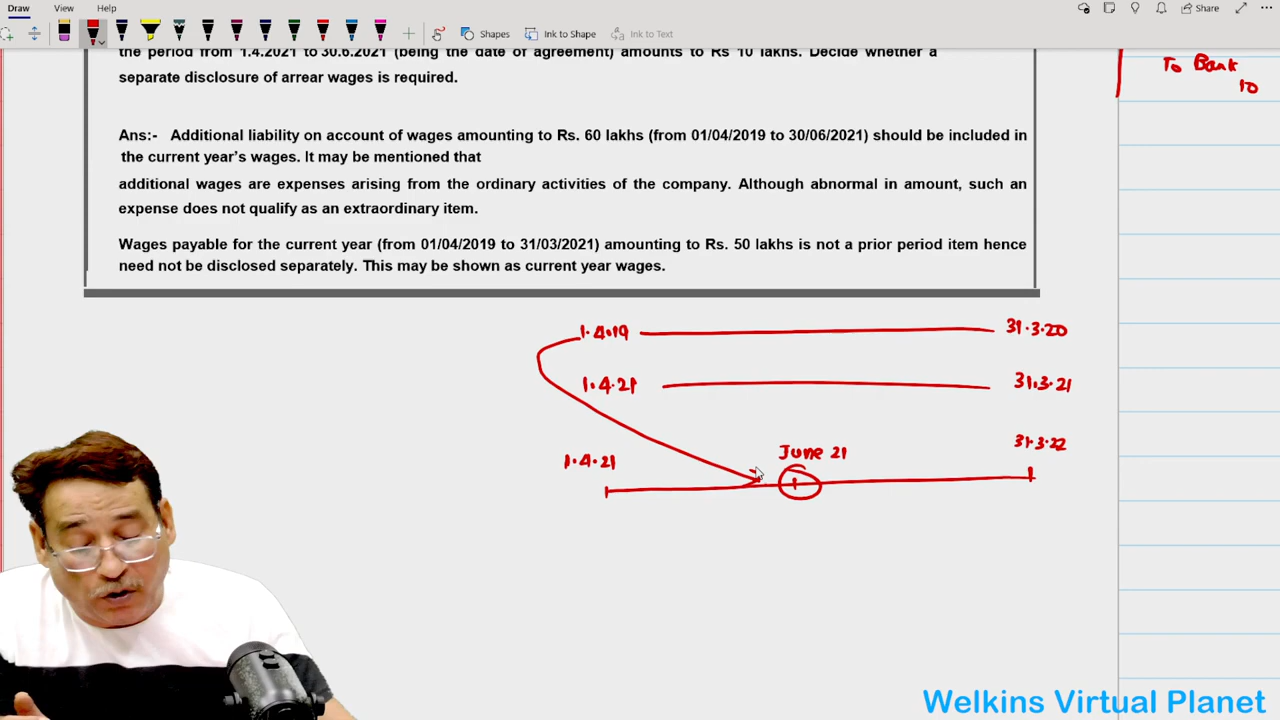 Draw View Help Share
Shapes Ink to Shape Ink to Text
the period from 1.4.2021 to 30.6.2021 (being the date of agreement) amounts to Rs 10 lakhs. Decide whether a
separate disclosure of arrear wages is required.
To Bank
10
Ans:- Additional liability on account of wages amounting to Rs. 60 lakhs (from 01/04/2019 to 30/06/2021) should be included in
the current year's wages. It may be mentioned that
additional wages are expenses arising from the ordinary activities of the company. Although abnormal in amount, such an
expense does not qualify as an extraordinary item.
Wages payable for the current year (from 01/04/2019 to 31/03/2021) amounting to Rs. 50 lakhs is not a prior period item hence
need not be disclosed separately. This may be shown as current year wages.
1.4.19 31.3.20
1.4.21 31.3.21
1.4.21 June 21 31.3.22
Welkins Virtual Planet